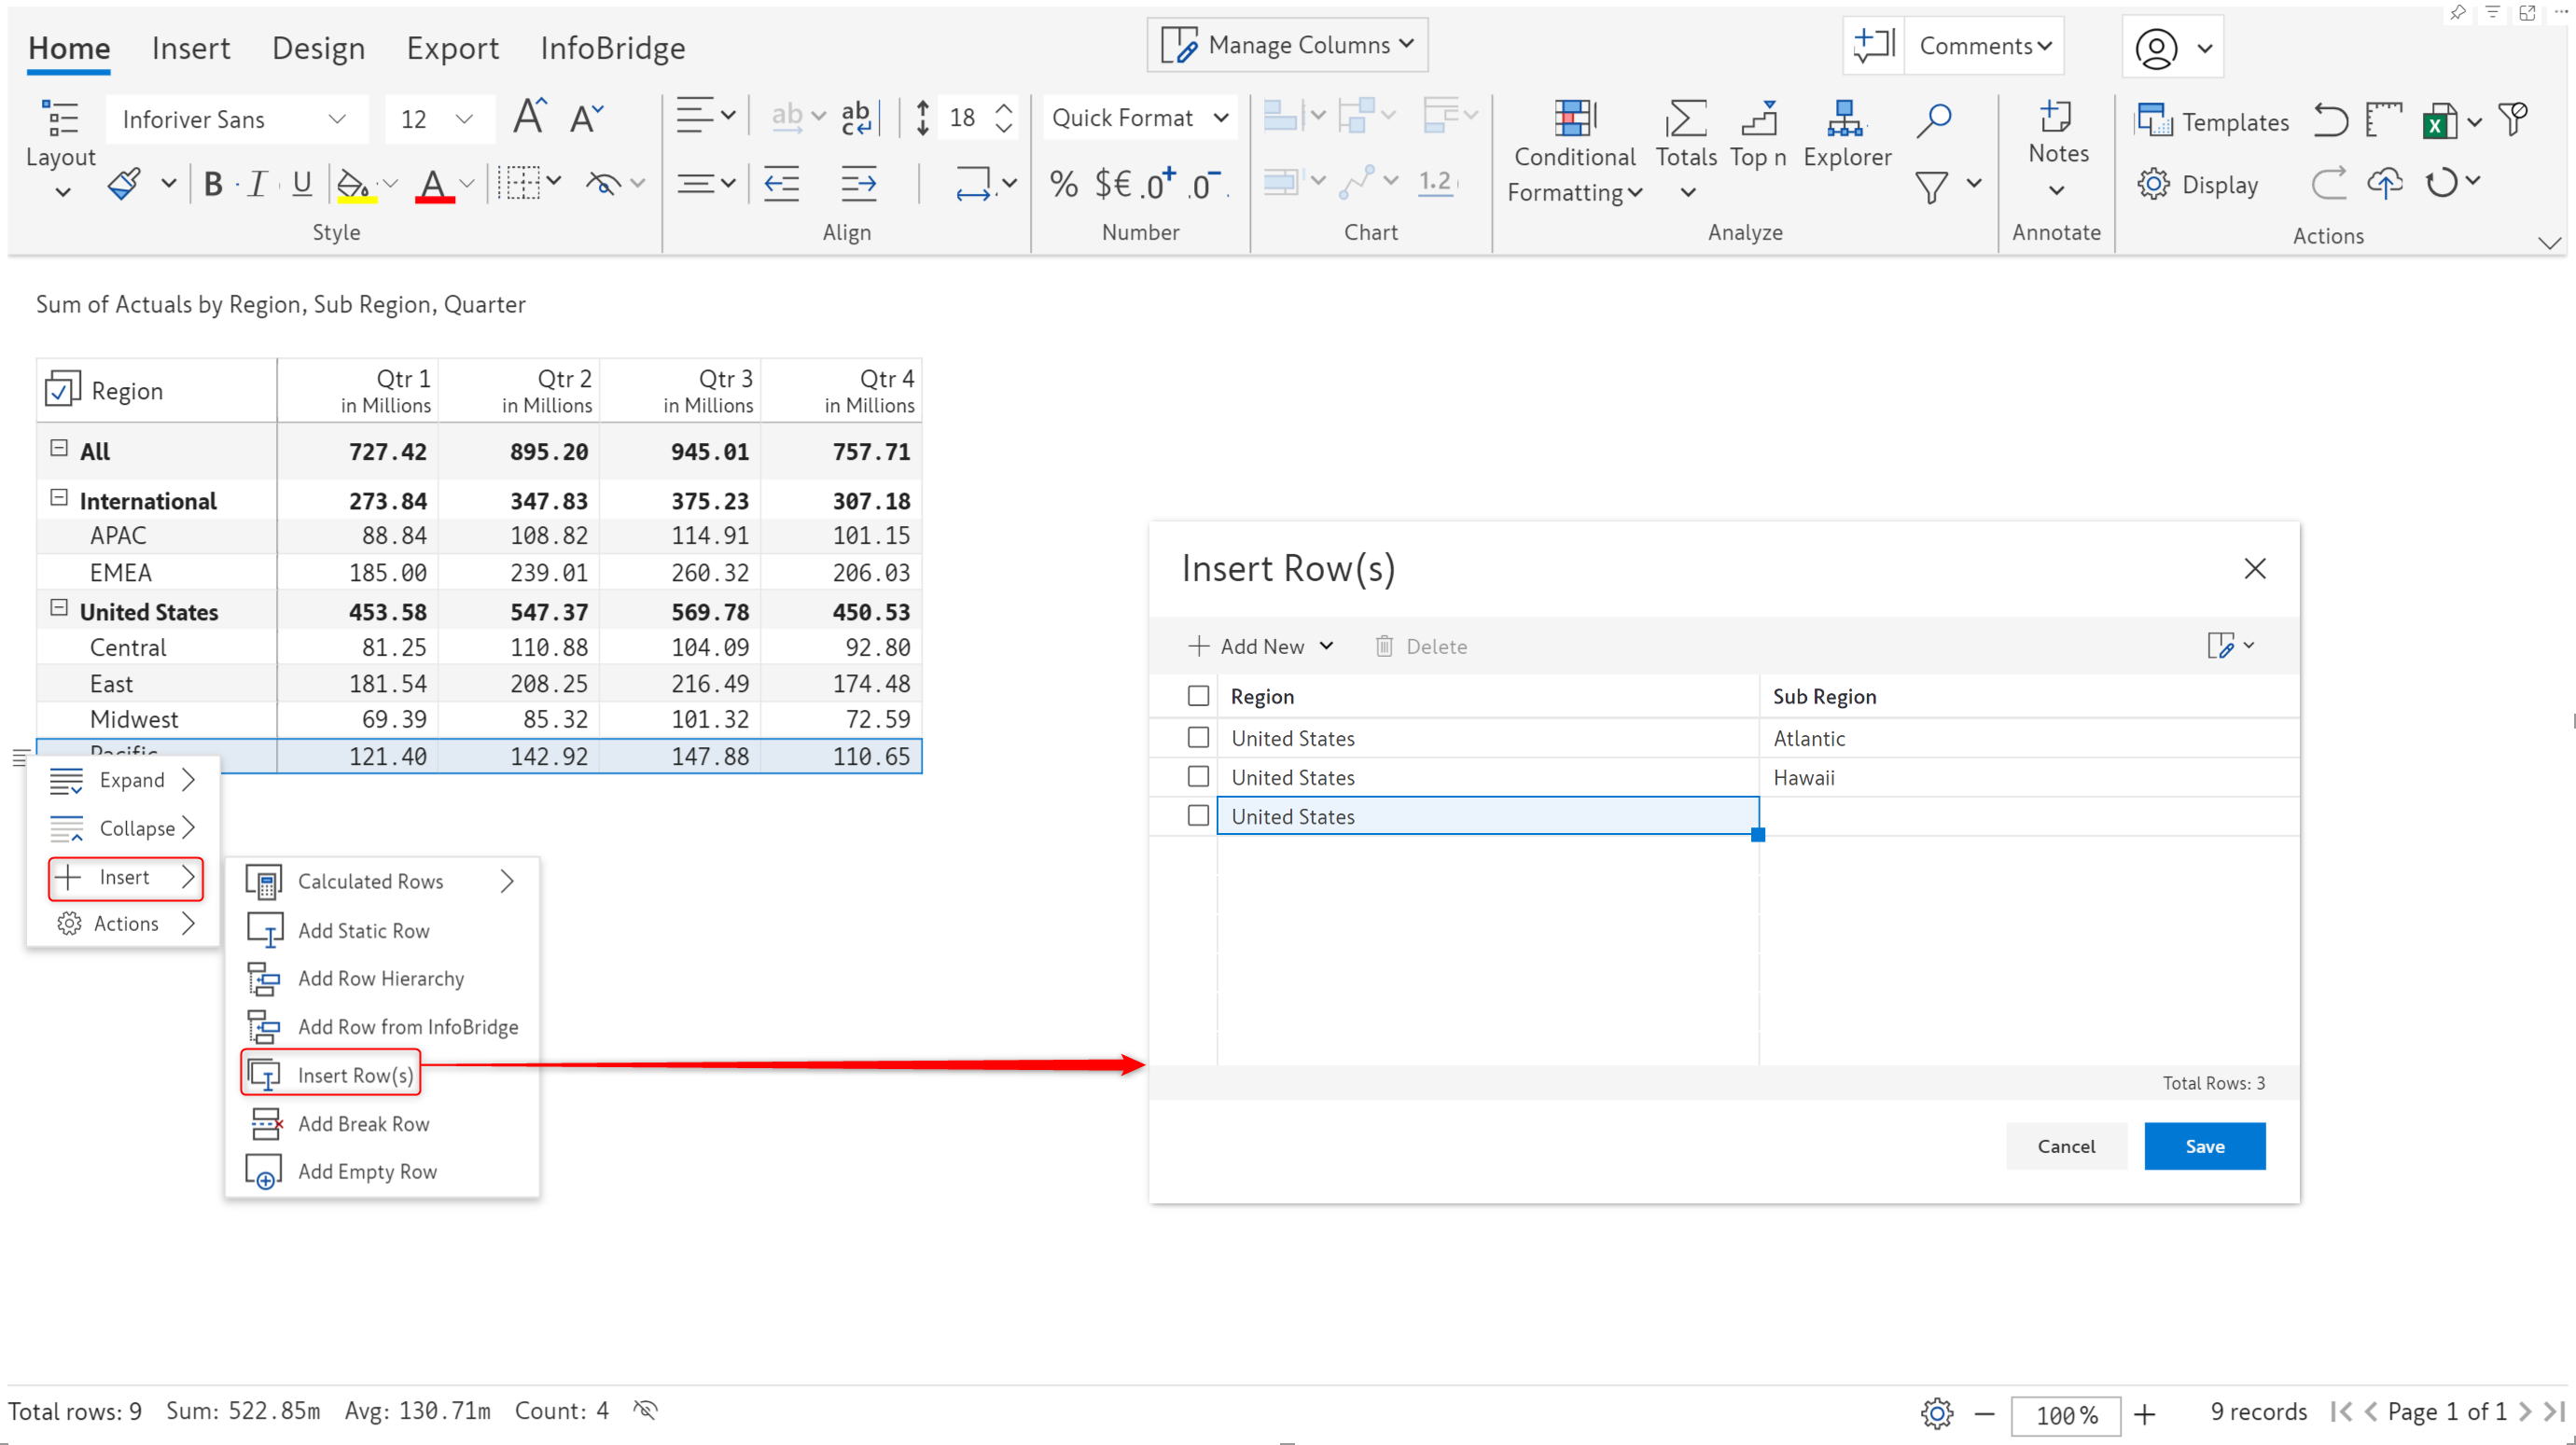 Home Insert Design Export InfoBridge Manage Columns Comments
Inforiver Sans 12 A A ab ab c 18 Quick Format Templates
Layout Conditional Formatting Totals Top n Explorer Notes
B I U A % $€ .0+ .0- 1.2 Display
Style Align Number Chart Analyze Annotate Actions
Sum of Actuals by Region, Sub Region, Quarter
Region Qtr 1 Qtr 2 Qtr 3 Qtr 4
in Millions in Millions in Millions in Millions
All 727.42 895.20 945.01 757.71
International 273.84 347.83 375.23 307.18
APAC 88.84 108.82 114.91 101.15
EMEA 185.00 239.01 260.32 206.03
United States 453.58 547.37 569.78 450.53
Central 81.25 110.88 104.09 92.80
East 181.54 208.25 216.49 174.48
Midwest 69.39 85.32 101.32 72.59
Pacific 121.40 142.92 147.88 110.65
Expand
Collapse
Insert
Actions
Calculated Rows
Add Static Row
Add Row Hierarchy
Add Row from InfoBridge
Insert Row(s)
Add Break Row
Add Empty Row
Insert Row(s)
Add New Delete
Region Sub Region
United States Atlantic
United States Hawaii
United States
Total Rows: 3
Cancel Save
Total rows: 9 Sum: 522.85m Avg: 130.71m Count: 4 100% 9 records Page 1 of 1